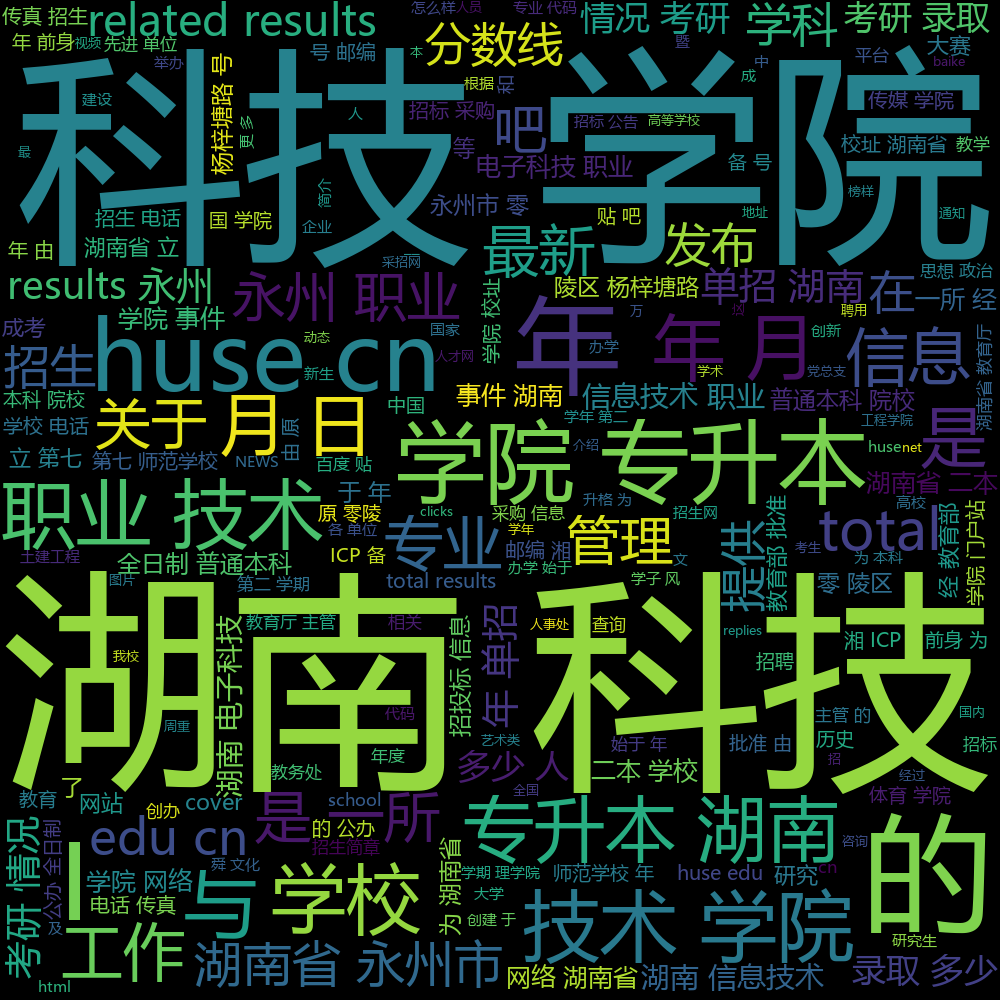 传真 招生
related results
怎么样
人员
专业 代码
情况 考研
学科
考研 录取
年 前身
视频
先进 单位
号 邮编
本
分数线
暨
中
平台
大赛
baike
举办
杨梓塘路 号
根据
和
成
科技 学院
建设
更多
人
招标 采购
吧
招标 公告
高等学校
传媒 学院
最
简介
等
电子科技 职业
备 号
校址 湖南省
教学
招生 电话
国 学院
企业
永州市 零
贴 吧
地址
榜样
通知
年 由
湖南省 立
采招网
最新
发布
思想 政治
results 永州
永州 职业
学院 校址
陵区 杨梓塘路
单招 湖南
在
一所 经
成考
学院 事件
动态
国家
年
万
年 月
以
创新
聘用
信息
湖南省 教育厅
招生
huse cn
新生
人才网
办学
学术
党总支
本科 院校
关于
月 日
中国
事件 湖南
信息技术 职业
普通本科 院校
学校 电话
由 原
学院 专升本
学年 第二
工程学院
是
立 第七
第七 师范学校
NEWS
百度 贴
介绍
huse
net
职业 技术
于 年
湖南省 二本
原 零陵
clicks
采购 信息
升格 为
招生网
高校
各 单位
学年
专业
管理
提供
教育部 批准
total
经 教育部
学院 门户站
土建工程
全日制 普通本科
ICP 备
邮编 湘
文
考生
为 本科
图片
第二 学期
total results
办学 始于
学子 风
零 陵区
湖南 科技
湖南 电子科技
教育厅 主管
相关
招投标 信息
年 单招
人事处
查询
replies
湘 ICP
前身 为
我校
招聘
周重
代码
主管 的
国内
艺术类
始于 年
批准 由
历史
招标
年度
多少 人
二本 学校
招
了
教务处
经过
教育
网站
创办
cover
是 一所
school
全国
体育 学院
考研 情况
及
公办 全日制
edu cn
的 公办
招生简章
为 湖南省
专升本 湖南
的
咨询
舜 文化
I
学院 网络
与
学校
学期 理学院
师范学校 年
huse edu
研究
cn
电话 传真
大学
工作
创建 于
技术 学院
研究生
湖南省 永州市
网络 湖南省
湖南 信息技术
录取 多少
html